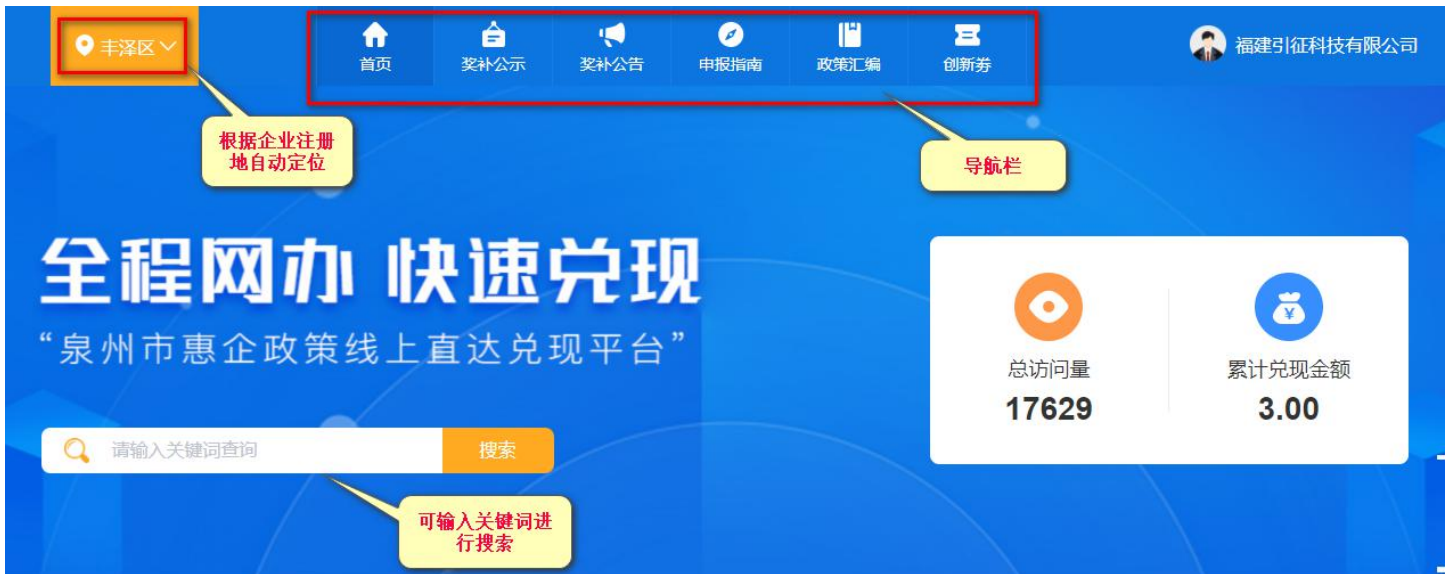 丰泽区
首页
奖补公示
奖补公告
申报指南
政策汇编
创新券
福建引征科技有限公司
根据企业注册
地自动定位
导航栏
全程网办 快速兑现
“泉州市惠企政策线上直达兑现平台”
总访问量
17629
累计兑现金额
3.00
请输入关键词查询
搜索
可输入关键词进
行搜索